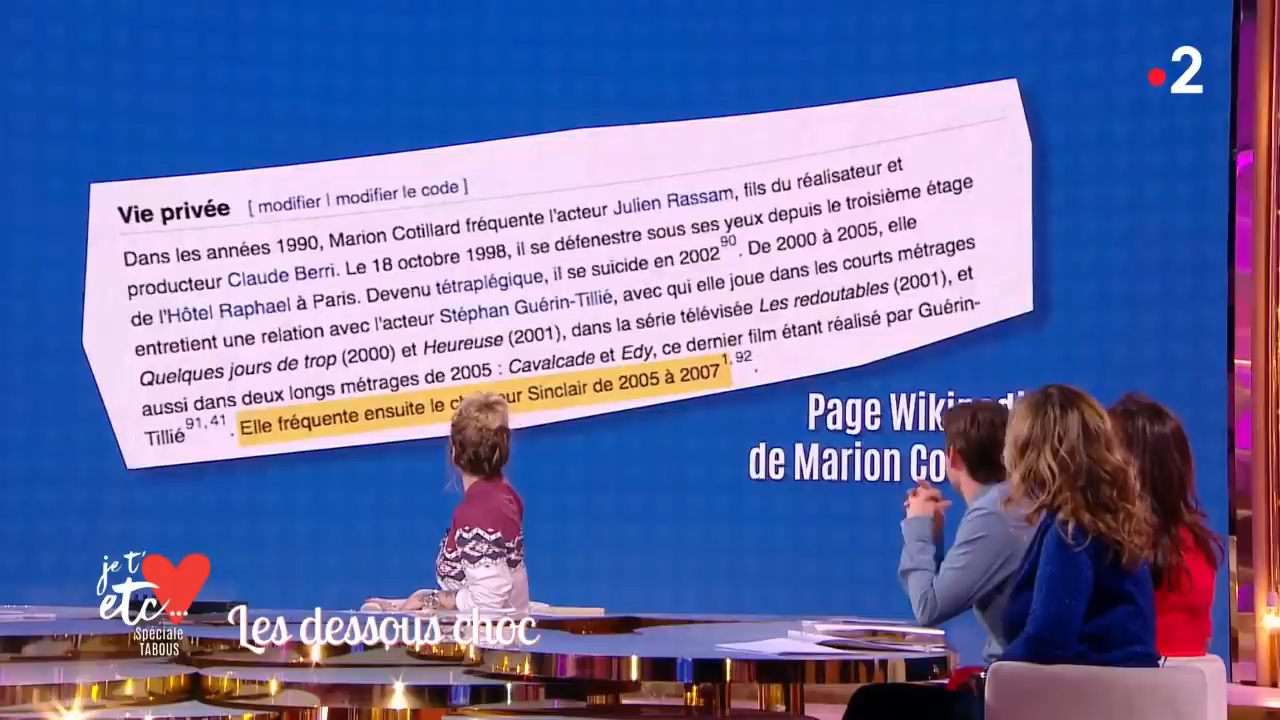 2
Vie privée [ modifier | modifier le code ]
Dans les années 1990, Marion Cotillard fréquente l'acteur Julien Rassam, fils du réalisateur et
producteur Claude Berri. Le 18 octobre 1998, il se défenestre sous ses yeux depuis le troisième étage
de l'Hôtel Raphael à Paris. Devenu tétraplégique, il se suicide en 2002⁹⁰. De 2000 à 2005, elle
entretient une relation avec l'acteur Stéphan Guérin-Tillié, avec qui elle joue dans les courts métrages
Quelques jours de trop (2000) et Heureuse (2001), dans la série télévisée Les redoutables (2001), et
aussi dans deux longs métrages de 2005 : Cavalcade et Edy, ce dernier film étant réalisé par Guérin-
Tillié⁹¹,⁴¹. Elle fréquente ensuite le Sinclair de 2005 à 2007¹,⁹².
Page
de Marion
je t'
etc...
Spéciale
TABOUS
Les dessous choc